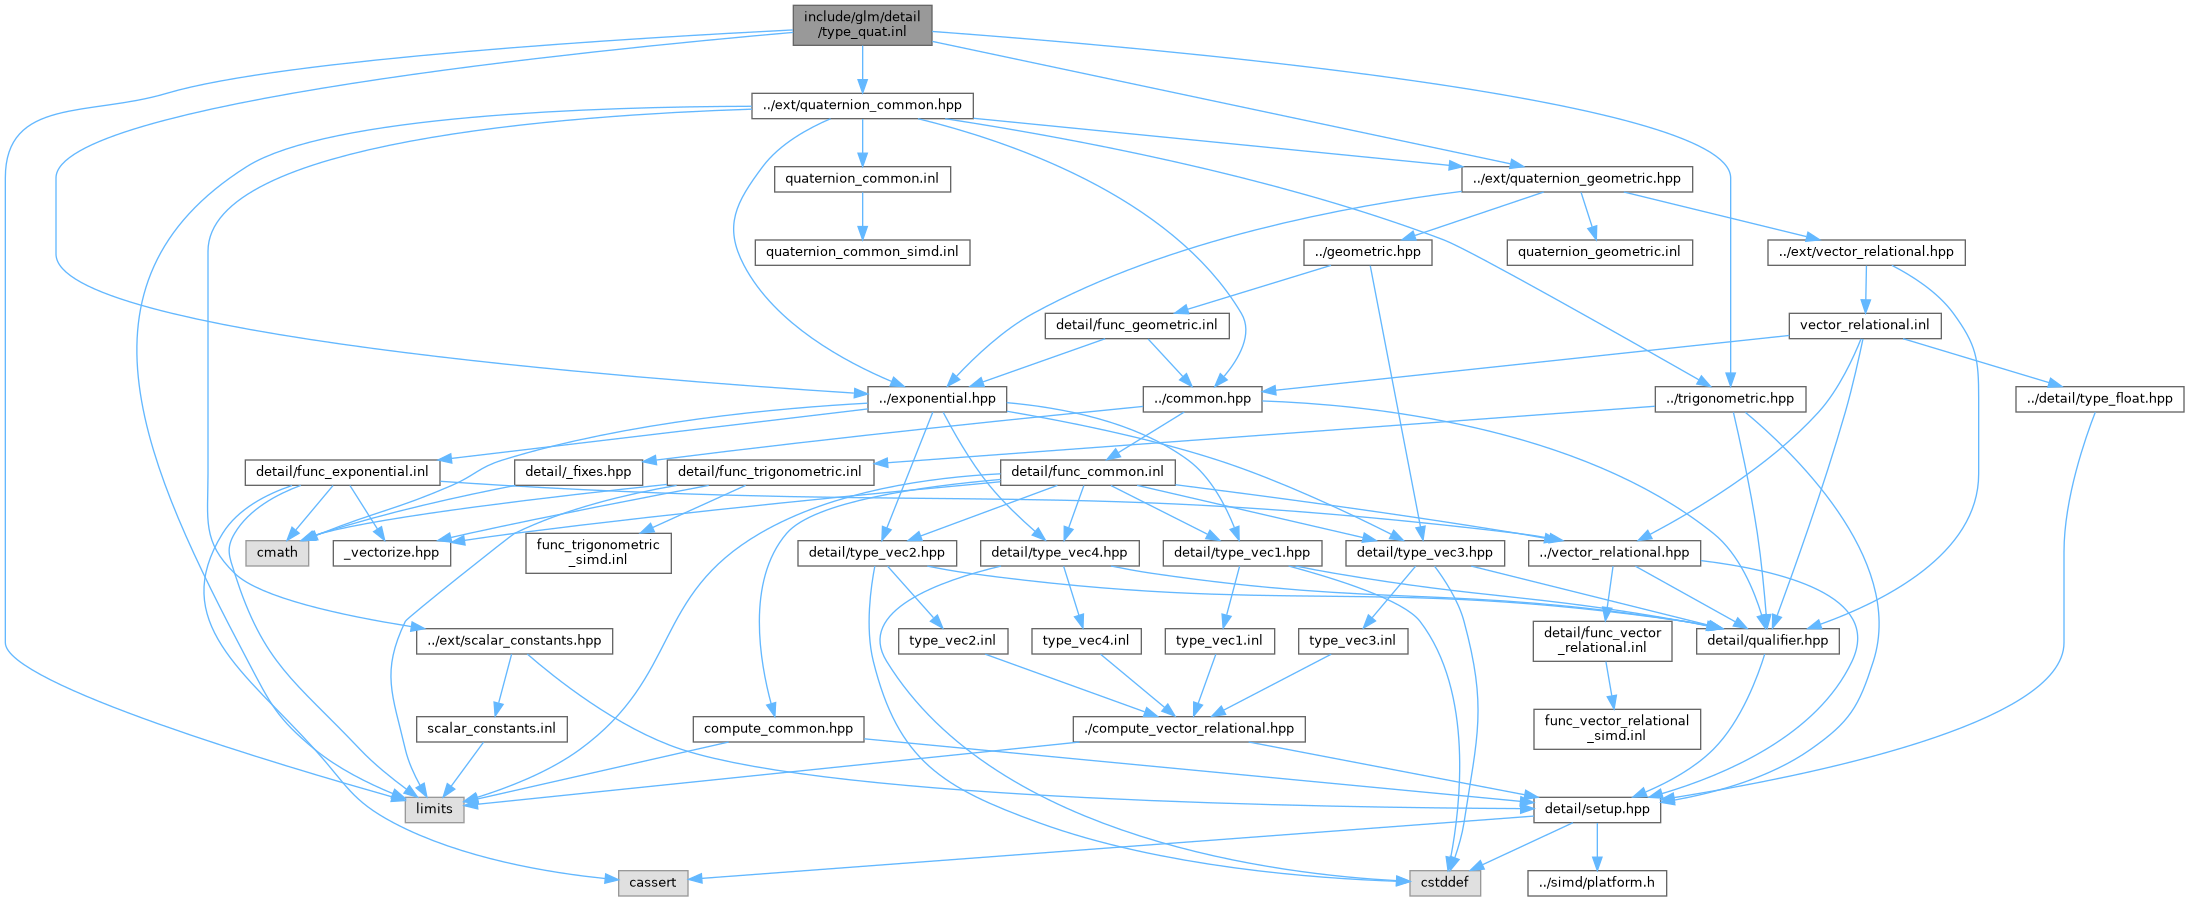 include/glm/detail
/type_quat.inl
../ext/quaternion_common.hpp
quaternion_common.inl
../ext/quaternion_geometric.hpp
quaternion_common_simd.inl
../geometric.hpp
quaternion_geometric.inl
../ext/vector_relational.hpp
detail/func_geometric.inl
vector_relational.inl
../exponential.hpp
../common.hpp
../trigonometric.hpp
../detail/type_float.hpp
detail/func_exponential.inl
detail/_fixes.hpp
detail/func_trigonometric.inl
detail/func_common.inl
cmath
_vectorize.hpp
func_trigonometric
_simd.inl
detail/type_vec2.hpp
detail/type_vec4.hpp
detail/type_vec1.hpp
detail/type_vec3.hpp
../vector_relational.hpp
../ext/scalar_constants.hpp
type_vec2.inl
type_vec4.inl
type_vec1.inl
type_vec3.inl
detail/func_vector
_relational.inl
detail/qualifier.hpp
scalar_constants.inl
compute_common.hpp
./compute_vector_relational.hpp
func_vector_relational
_simd.inl
limits
detail/setup.hpp
cassert
cstddef
../simd/platform.h